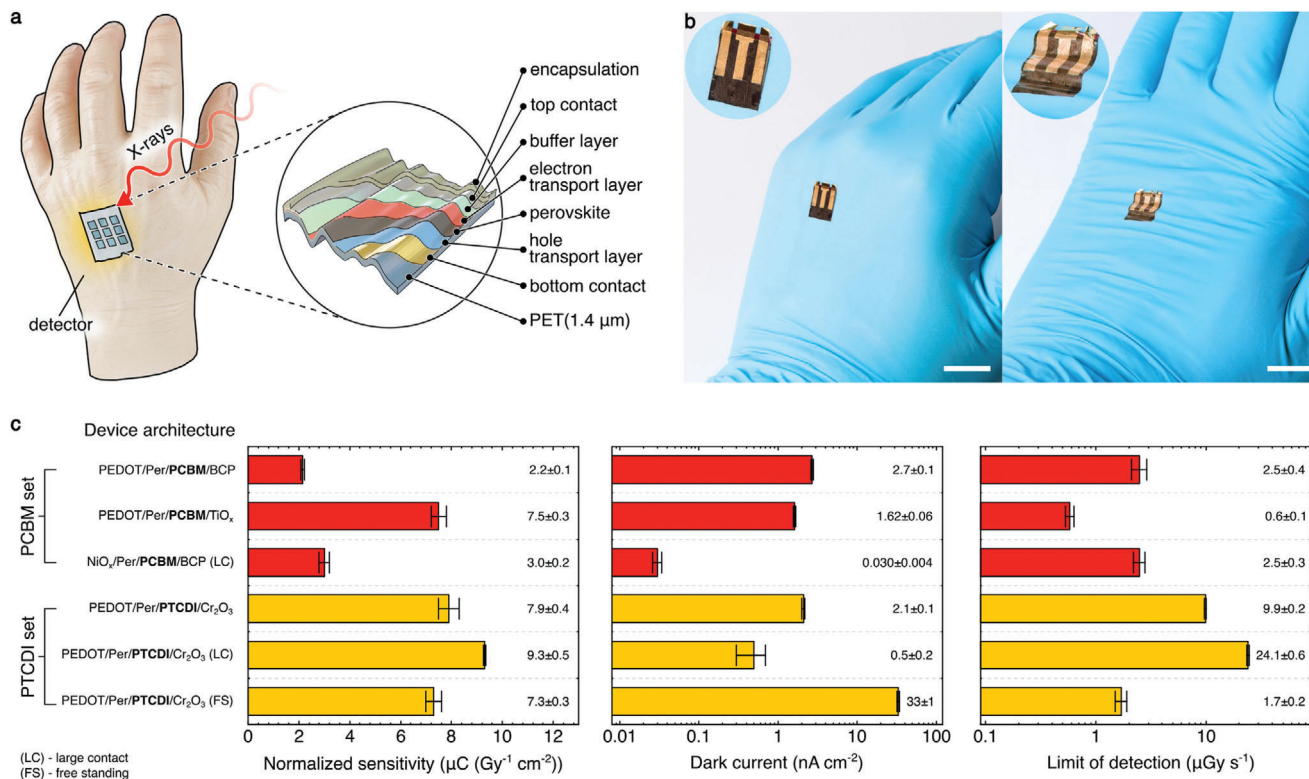 a
X-rays
detector
encapsulation
top contact
buffer layer
electron
transport layer
perovskite
hole
transport layer
bottom contact
PET(1.4 μm)
b
c
Device architecture
PCBM set
PEDOT/Per/PCBM/BCP
PEDOT/Per/PCBM/TiOₓ
NiOₓ/Per/PCBM/BCP (LC)
PTCDI set
PEDOT/Per/PTCDI/Cr₂O₃
PEDOT/Per/PTCDI/Cr₂O₃ (LC)
PEDOT/Per/PTCDI/Cr₂O₃ (FS)
(LC) - large contact
(FS) - free standing
2.2±0.1
7.5±0.3
3.0±0.2
7.9±0.4
9.3±0.5
7.3±0.3
0 2 4 6 8 10 12
Normalized sensitivity (μC (Gy⁻¹ cm⁻²))
2.7±0.1
1.62±0.06
0.030±0.004
2.1±0.1
0.5±0.2
33±1
0.01 0.1 1 10 100
Dark current (nA cm⁻²)
2.5±0.4
0.6±0.1
2.5±0.3
9.9±0.2
24.1±0.6
1.7±0.2
0.1 1 10
Limit of detection (μGy s⁻¹)